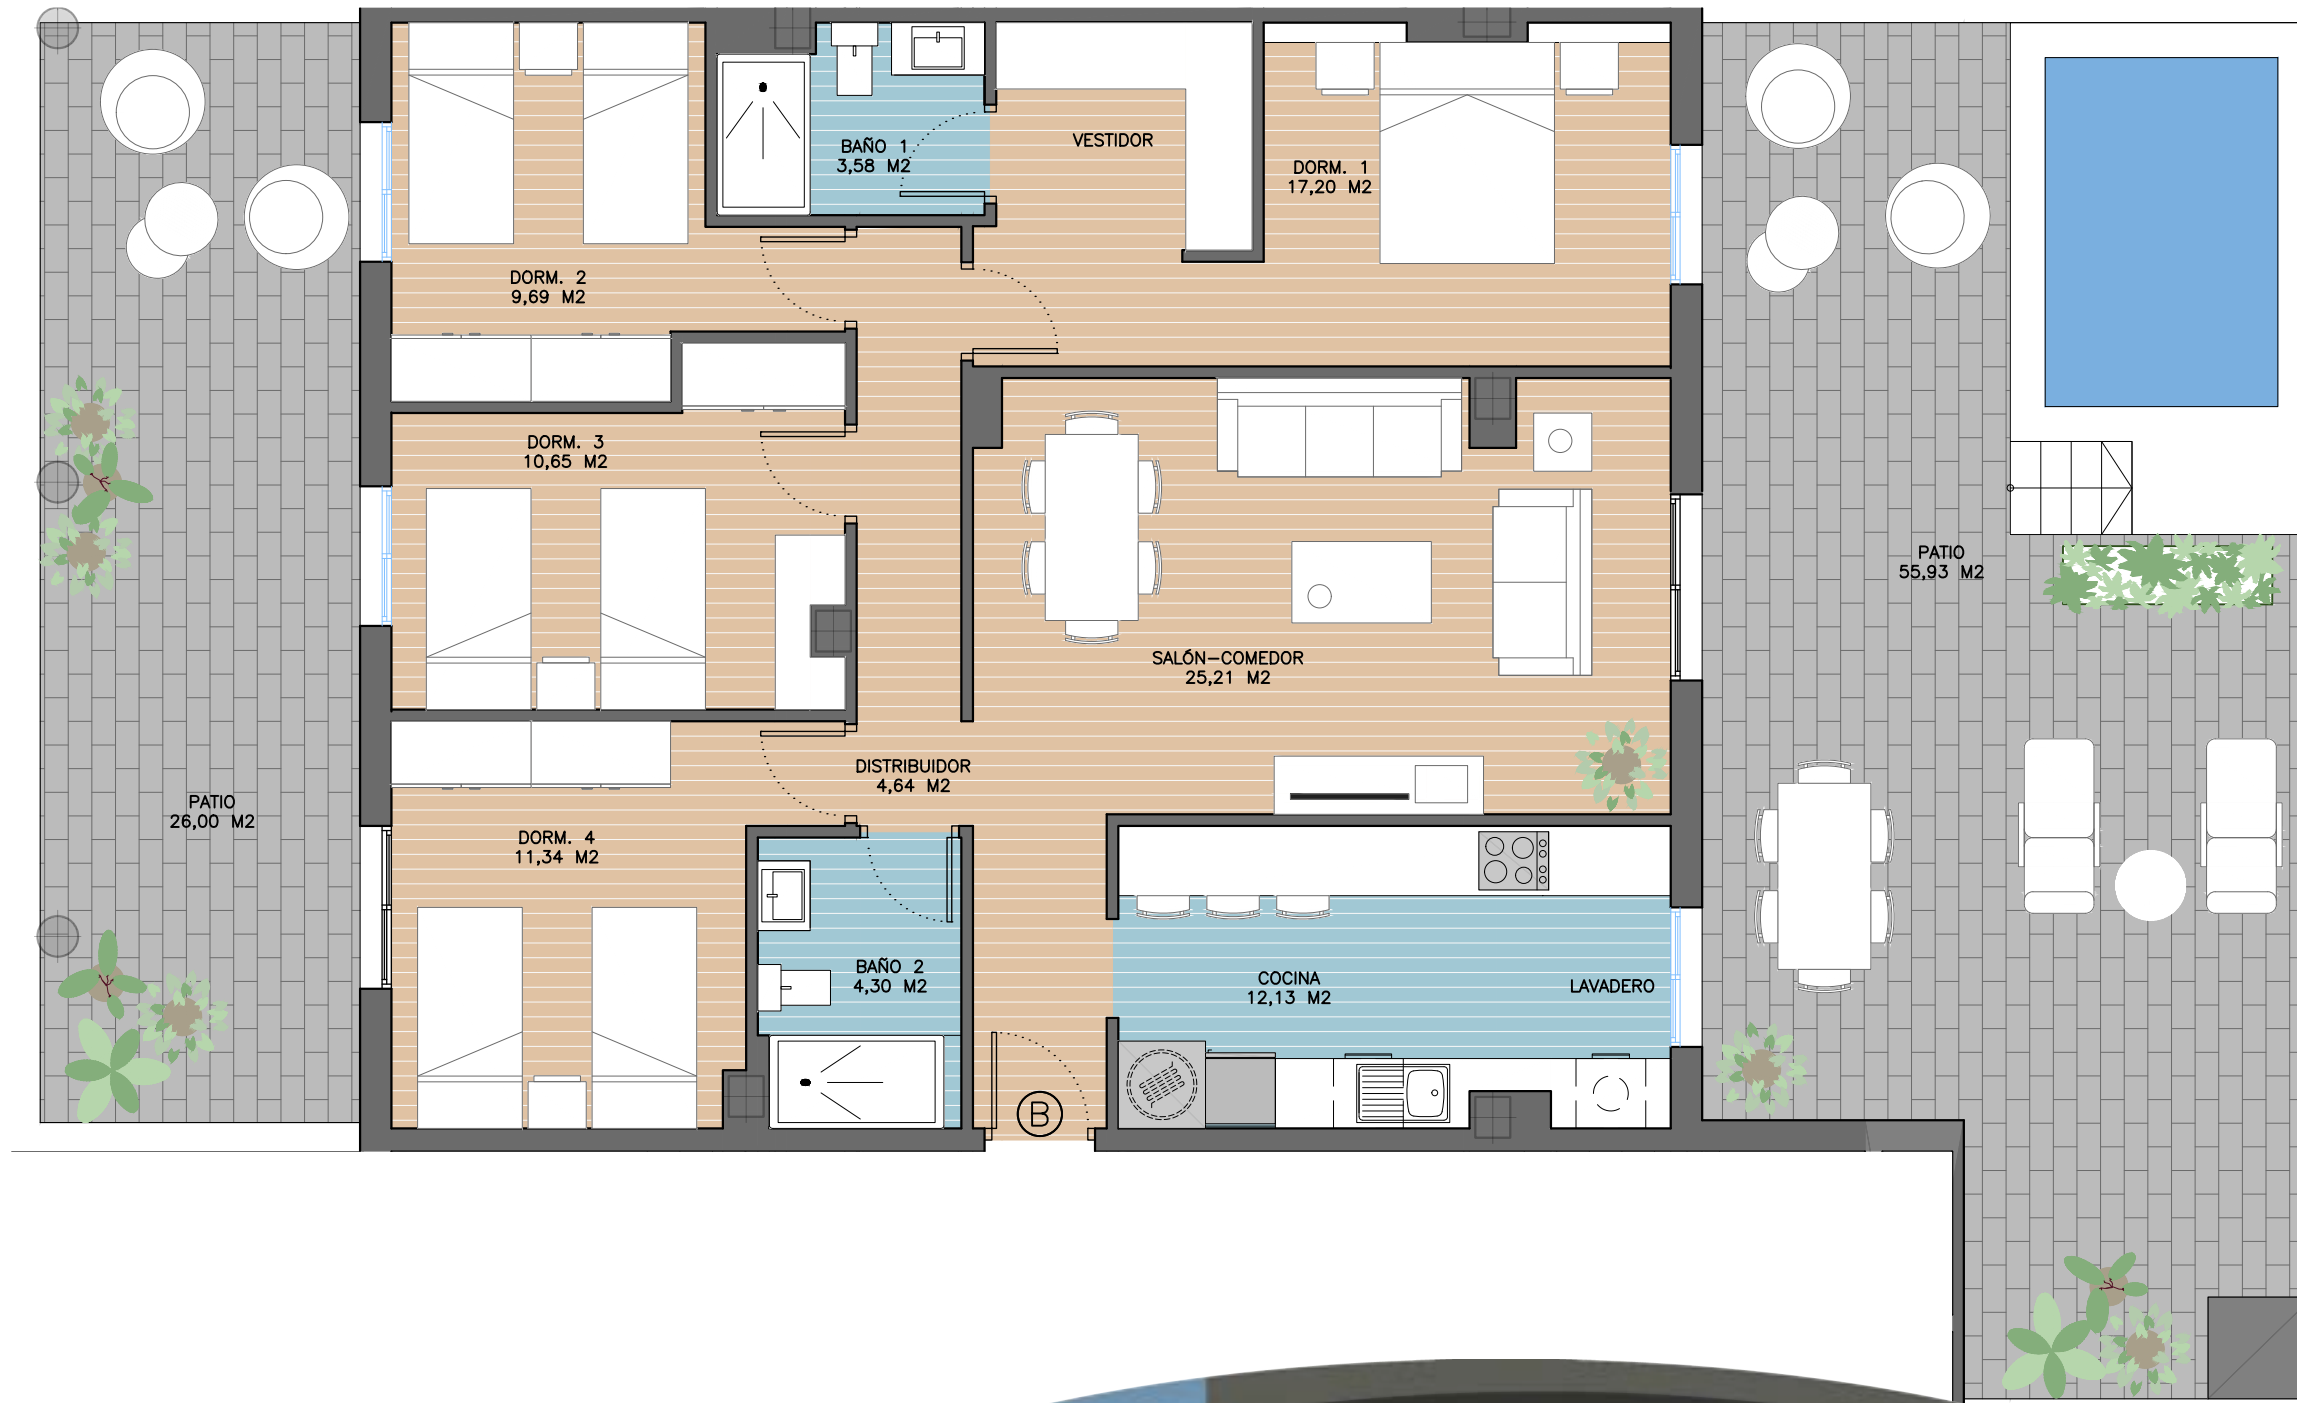 BAÑO 1
3,58 M2
VESTIDOR
DORM. 1
17,20 M2
DORM. 2
9,69 M2
DORM. 3
10,65 M2
PATIO
55,93 M2
SALÓN-COMEDOR
25,21 M2
DISTRIBUIDOR
4,64 M2
PATIO
26,00 M2
DORM. 4
11,34 M2
BAÑO 2
4,30 M2
COCINA
12,13 M2
LAVADERO
B